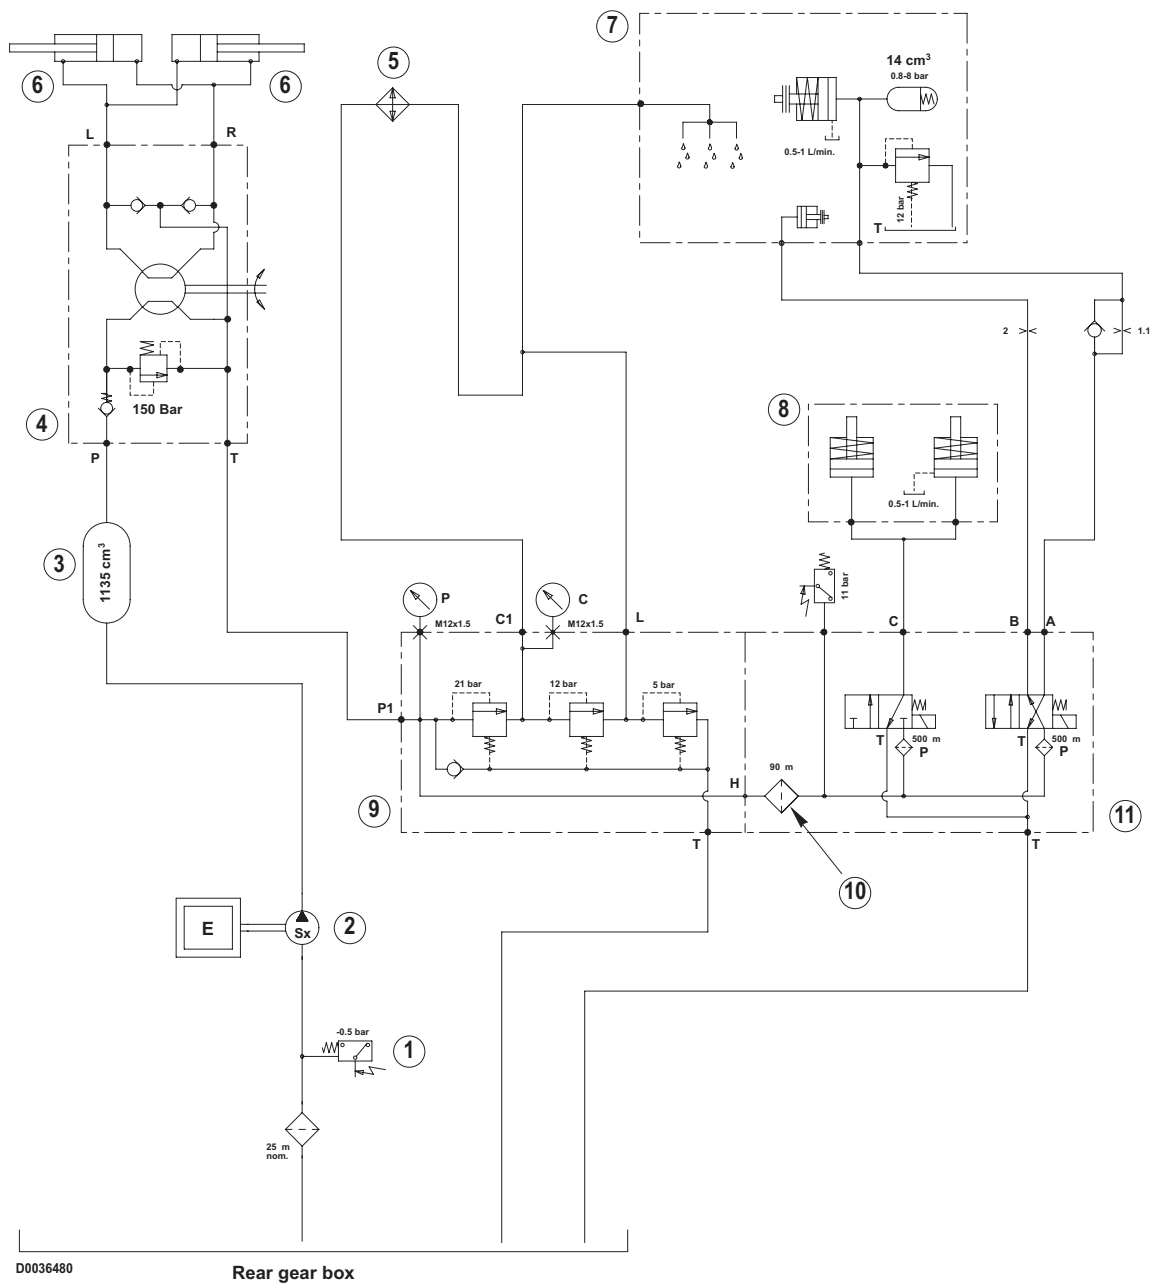 7
14 cm³
0.8-8 bar
5
6
6
0.5-1 L/min.
L
R
12 bar
T
2
1.1
8
4
150 Bar
P
T
0.5-1 L/min.
3
1135 cm³
11 bar
P
C
M12x1.5
C1
M12x1.5
L
C
B
A
21 bar
12 bar
5 bar
P1
T
500 m
P
T
500 m
P
90 m
H
9
11
T
T
10
E
Sx
2
-0.5 bar
1
25 m
nom.
D0036480
Rear gear box